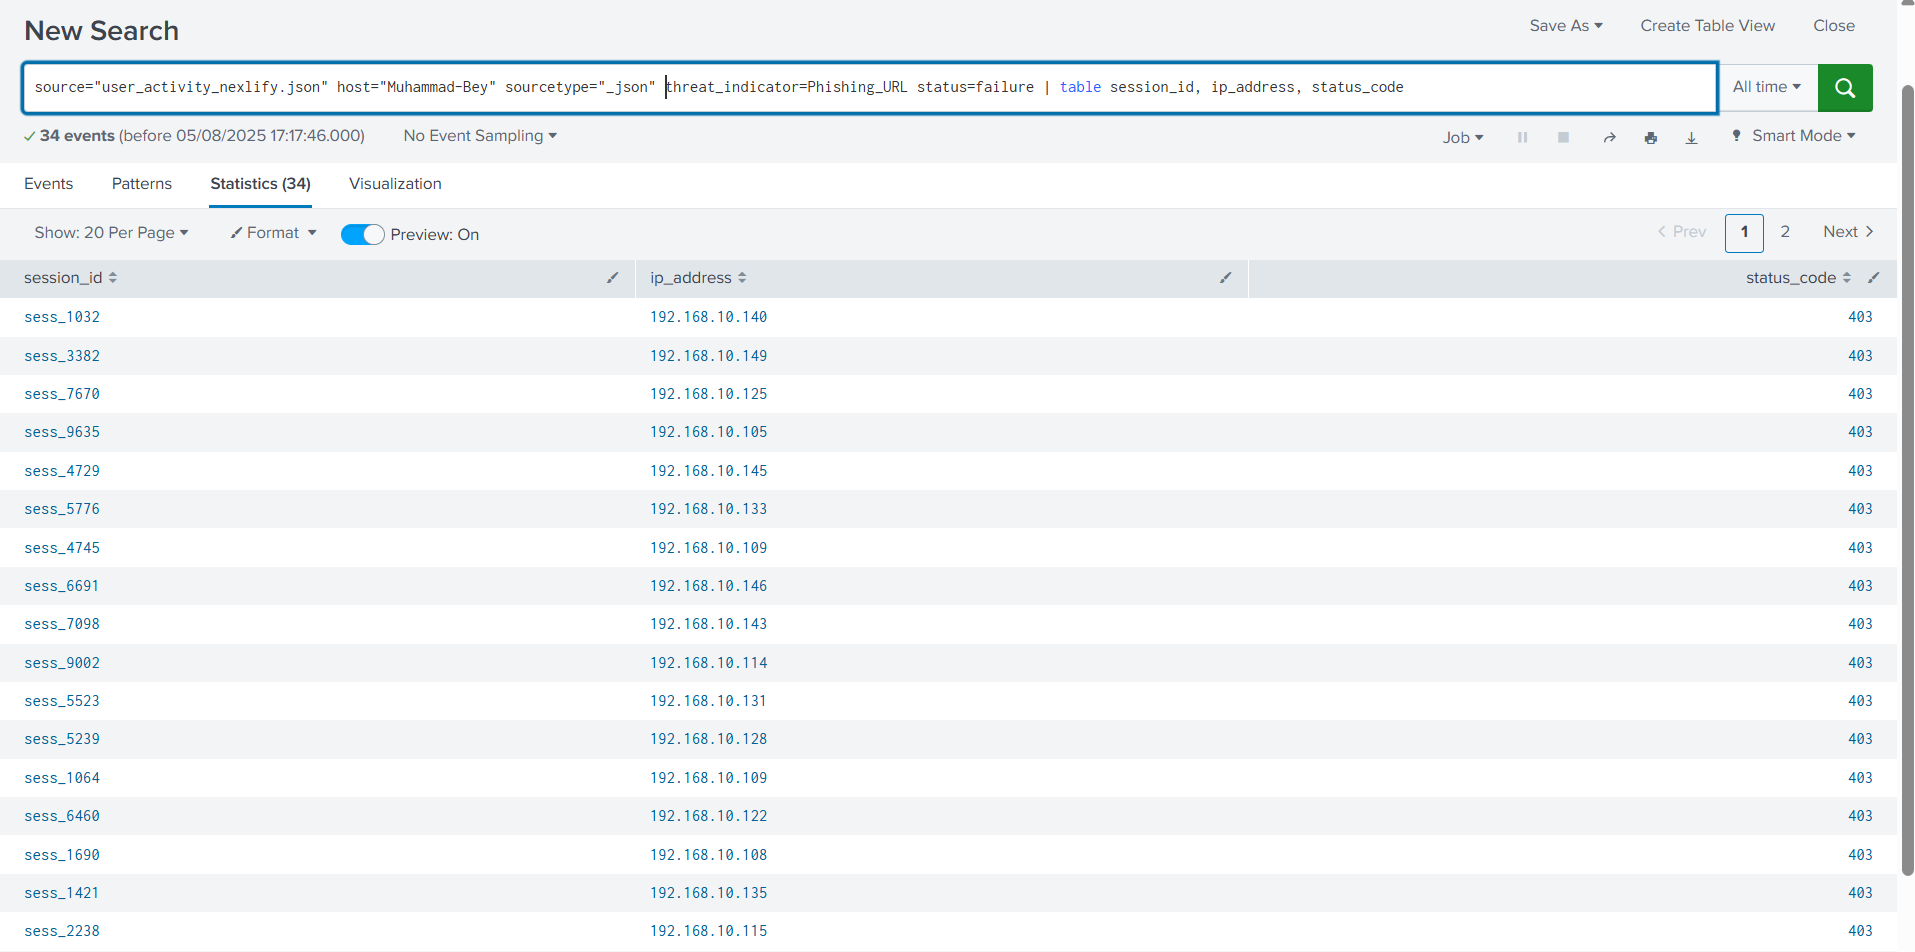 New Search
Save As Create Table View Close
source="user_activity_nexlify.json" host="Muhammad-Bey" sourcetype="_json" threat_indicator=Phishing_URL status=failure | table session_id, ip_address, status_code
All time
34 events (before 05/08/2025 17:17:46.000) No Event Sampling
Job Smart Mode
Events Patterns Statistics (34) Visualization
Show: 20 Per Page Format Preview: On
Prev 1 2 Next
session_id ip_address status_code
sess_1032 192.168.10.140 403
sess_3382 192.168.10.149 403
sess_7670 192.168.10.125 403
sess_9635 192.168.10.105 403
sess_4729 192.168.10.145 403
sess_5776 192.168.10.133 403
sess_4745 192.168.10.109 403
sess_6691 192.168.10.146 403
sess_7098 192.168.10.143 403
sess_9002 192.168.10.114 403
sess_5523 192.168.10.131 403
sess_5239 192.168.10.128 403
sess_1064 192.168.10.109 403
sess_6460 192.168.10.122 403
sess_1690 192.168.10.108 403
sess_1421 192.168.10.135 403
sess_2238 192.168.10.115 403